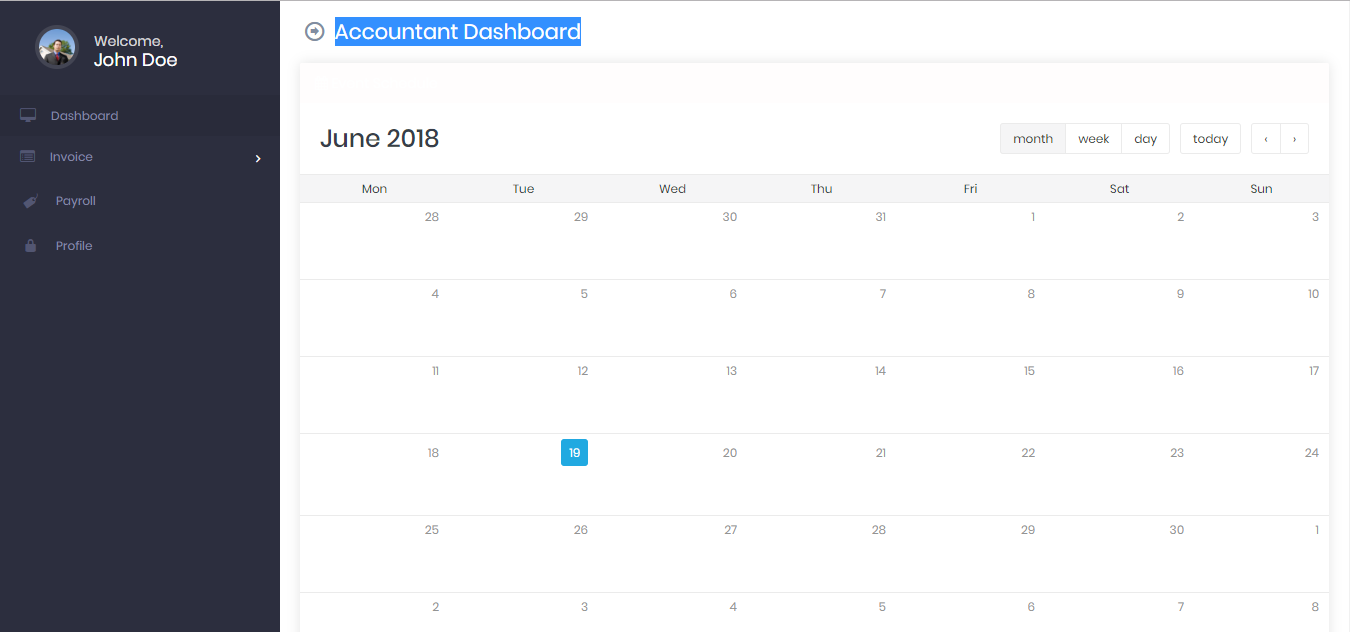 Welcome,
John Doe
Dashboard
Invoice
Payroll
Profile
Accountant Dashboard
June 2018
month week day today ‹ ›
Mon Tue Wed Thu Fri Sat Sun
28 29 30 31 1 2 3
4 5 6 7 8 9 10
11 12 13 14 15 16 17
18 19 20 21 22 23 24
25 26 27 28 29 30 1
2 3 4 5 6 7 8